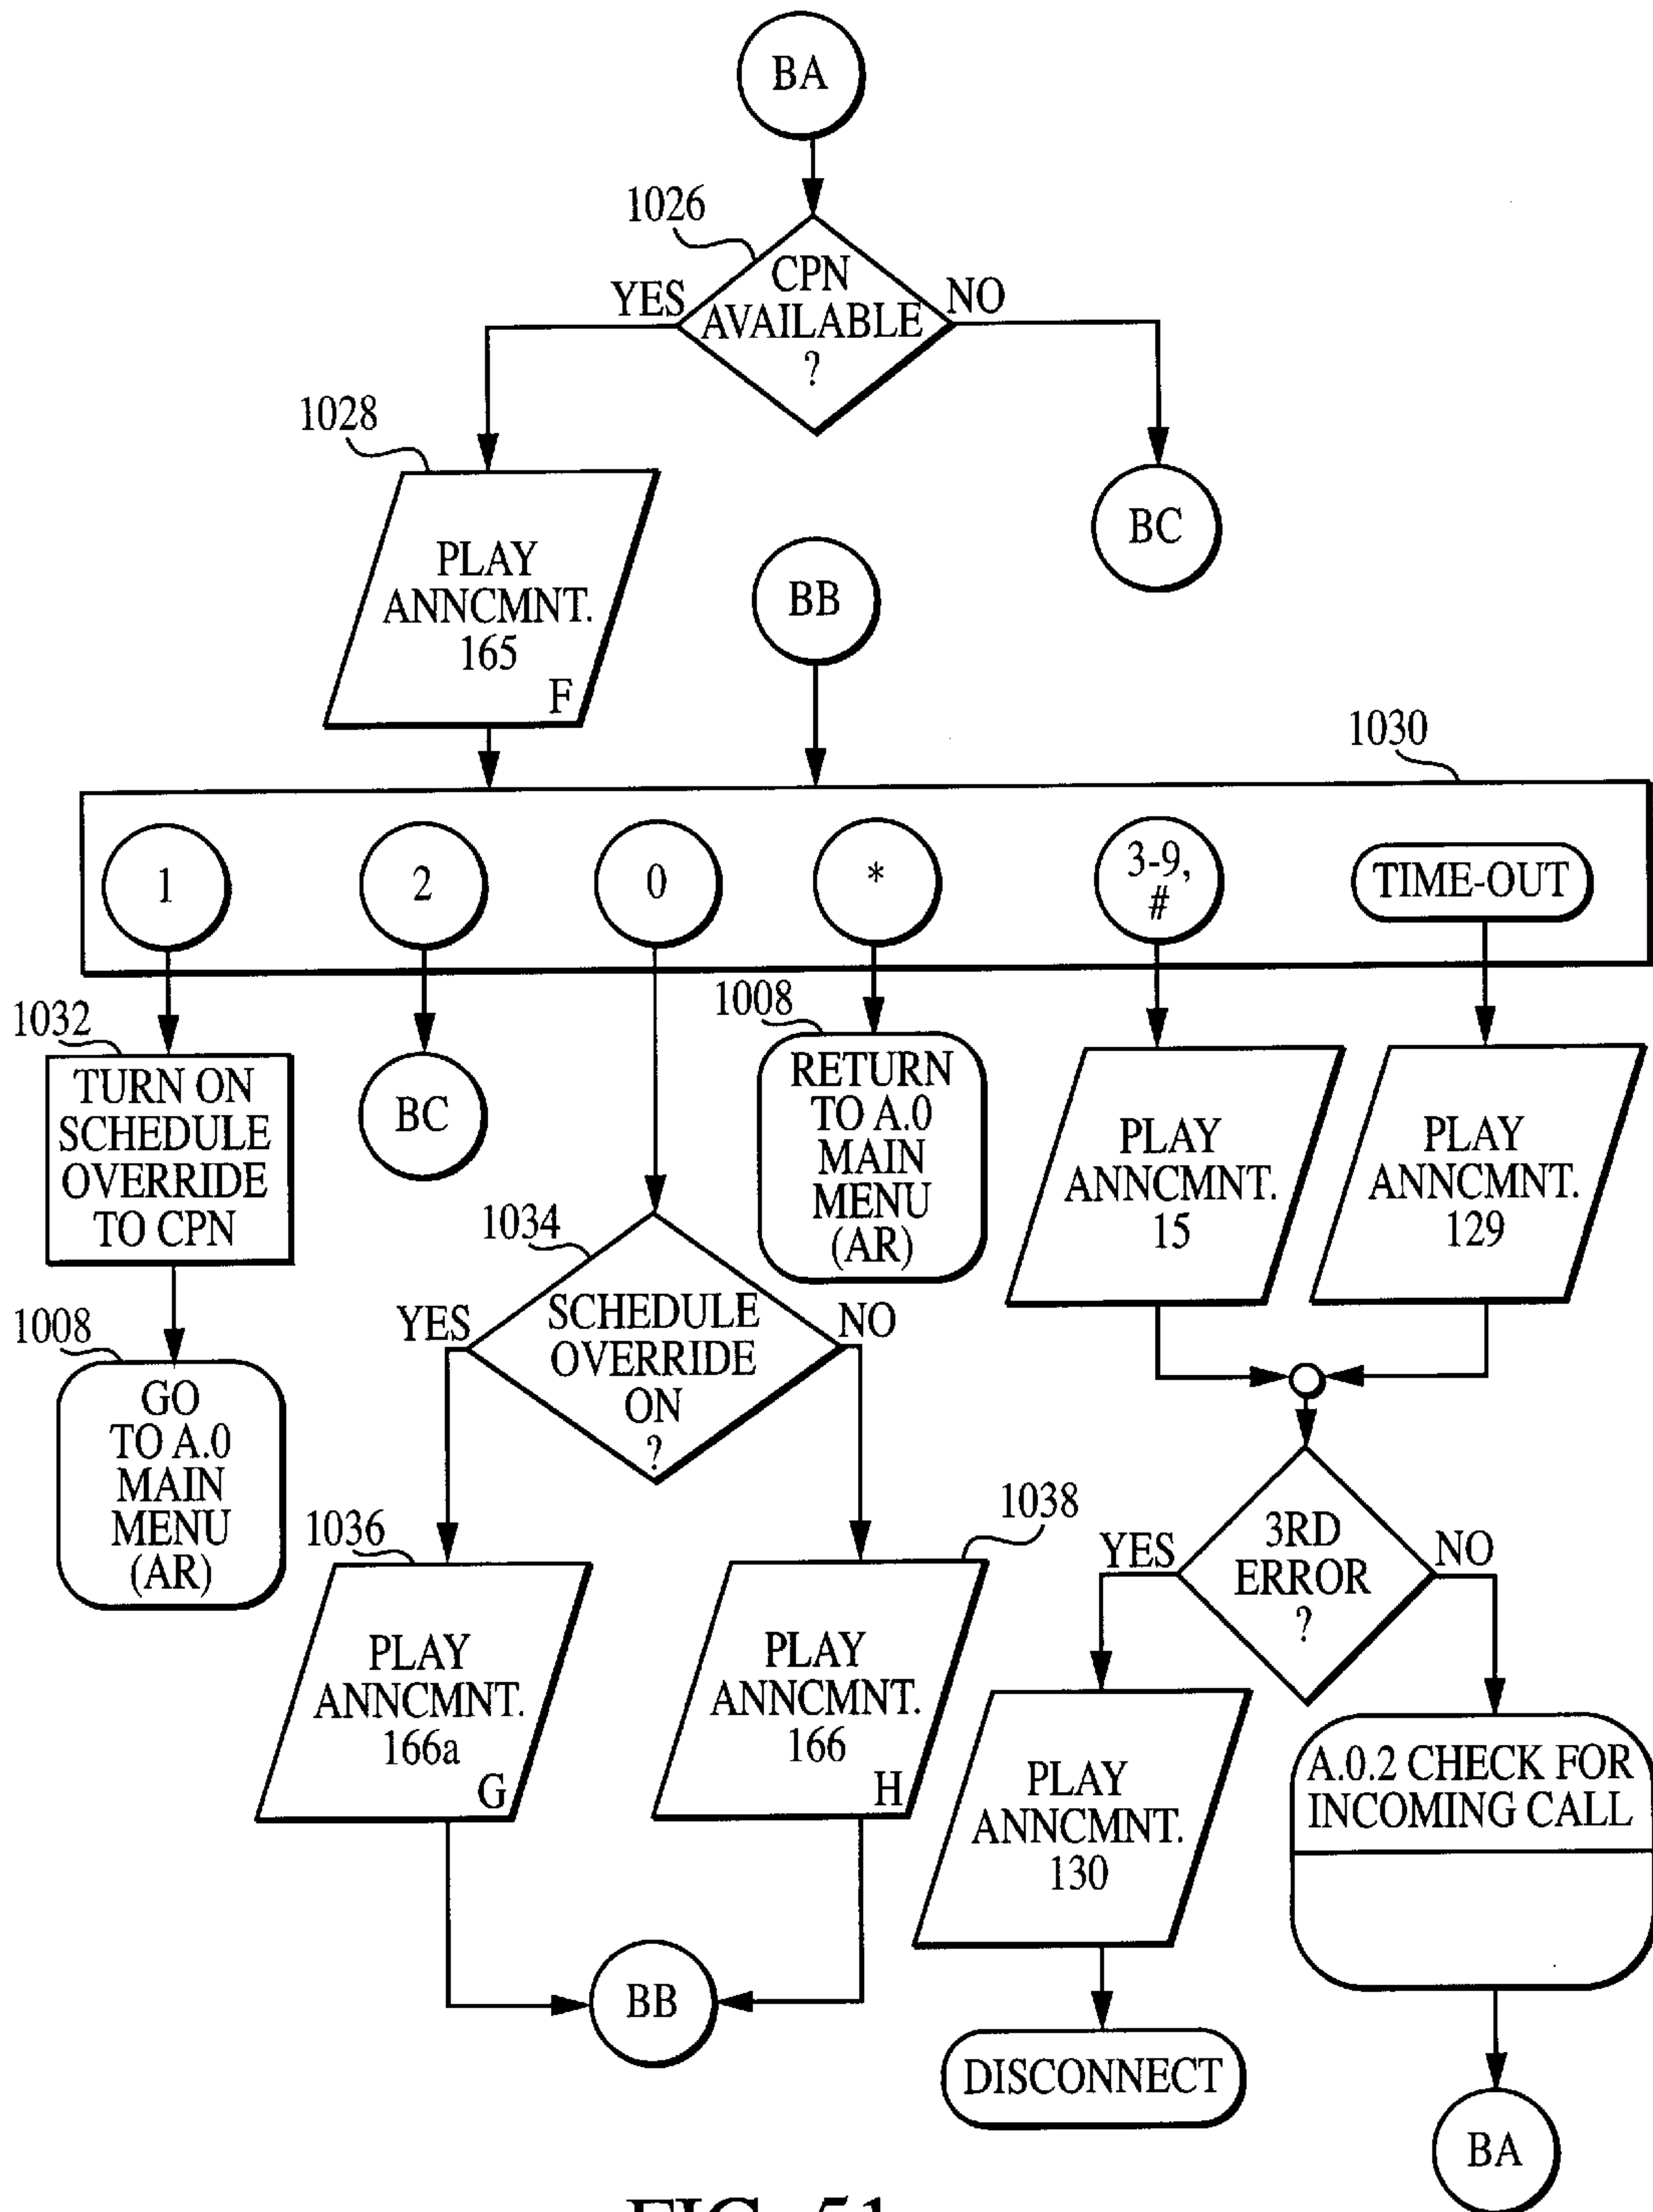 BA
1026
CPN
AVAILABLE
?
YES
NO
1028
PLAY
ANNCMNT.
165
F
BC
BB
1030
1
2
0
*
3-9,
#
TIME-OUT
1032
TURN ON
SCHEDULE
OVERRIDE
TO CPN
1008
GO
TO A.0
MAIN
MENU
(AR)
BC
1008
RETURN
TO A.0
MAIN
MENU
(AR)
PLAY
ANNCMNT.
15
PLAY
ANNCMNT.
129
1034
SCHEDULE
OVERRIDE
ON
?
YES
NO
1036
PLAY
ANNCMNT.
166a
G
1038
PLAY
ANNCMNT.
166
H
BB
3RD
ERROR
?
YES
NO
PLAY
ANNCMNT.
130
DISCONNECT
A.0.2 CHECK FOR
INCOMING CALL
BA
FIG. 51